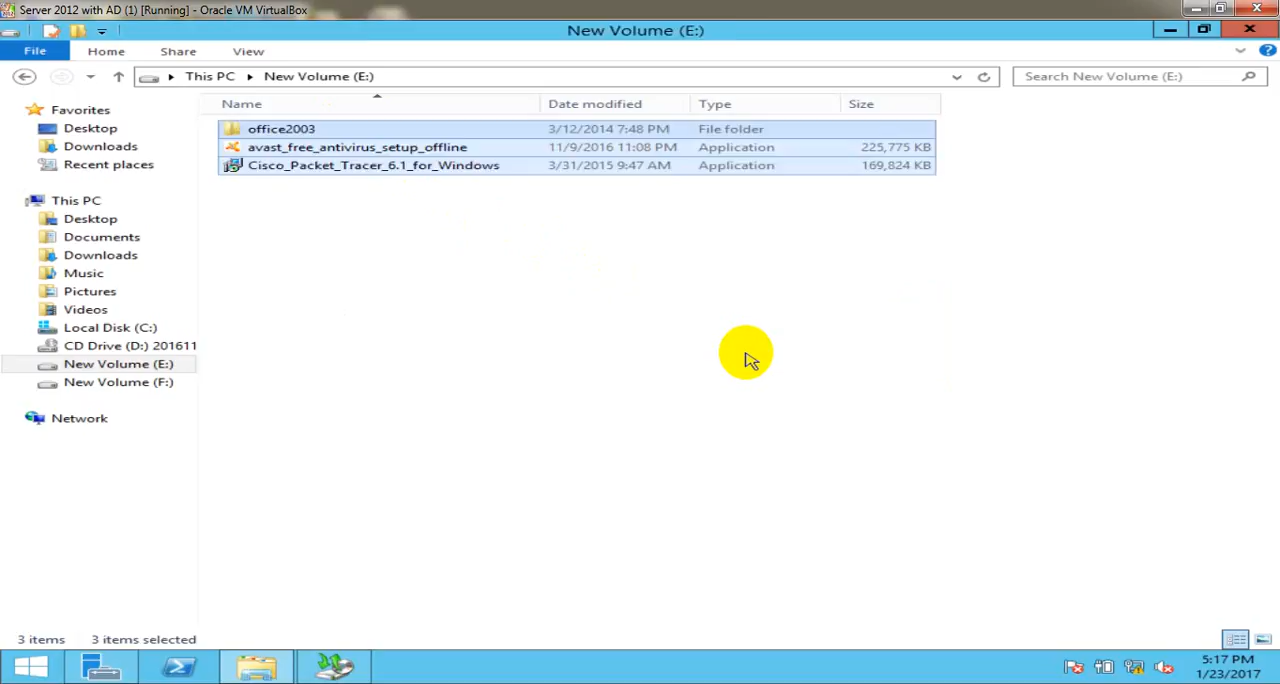 Server 2012 with AD (1) [Running] - Oracle VM VirtualBox
New Volume (E:)
File Home Share View
This PC New Volume (E:) Search New Volume (E:)
Name Date modified Type Size
Favorites
Desktop
Downloads
Recent places
This PC
Desktop
Documents
Downloads
Music
Pictures
Videos
Local Disk (C:)
CD Drive (D:) 201611
New Volume (E:)
New Volume (F:)
Network
office2003 3/12/2014 7:48 PM File folder
avast_free_antivirus_setup_offline 11/9/2016 11:08 PM Application 225,775 KB
Cisco_Packet_Tracer_6.1_for_Windows 3/31/2015 9:47 AM Application 169,824 KB
3 items 3 items selected
5:17 PM
1/23/2017